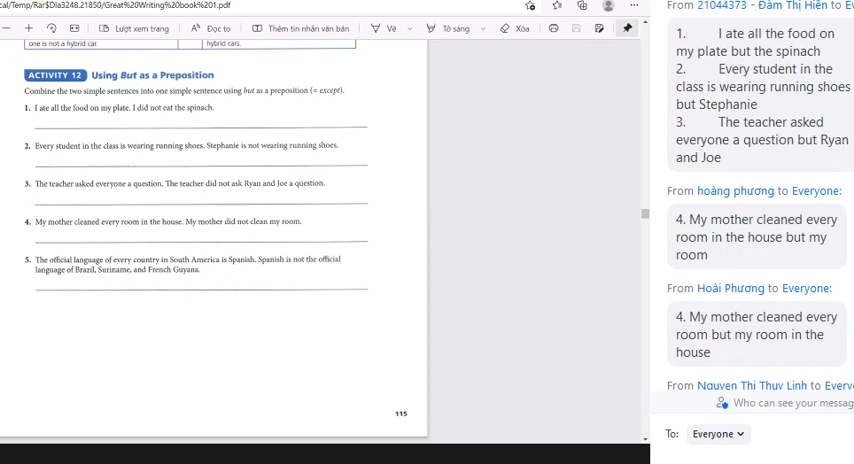 cal/Temp/Rar$DIa3248.21850/Great%20Writing%20book%201.pdf
Lượt xem trang
Đọc to
Thêm tin nhắn văn bản
Vẽ
Tô sáng
Xóa
one is not a hybrid car.
hybrid cars.
ACTIVITY 12 Using But as a Preposition
Combine the two simple sentences into one simple sentence using but as a preposition (= except).
1. I ate all the food on my plate. I did not eat the spinach.
2. Every student in the class is wearing running shoes. Stephanie is not wearing running shoes.
3. The teacher asked everyone a question. The teacher did not ask Ryan and Joe a question.
4. My mother cleaned every room in the house. My mother did not clean my room.
5. The official language of every country in South America is Spanish. Spanish is not the official
language of Brazil, Suriname, and French Guyana.
115
From 21044373 - Đàm Thị Hiền to Ev
1. I ate all the food on
my plate but the spinach
2. Every student in the
class is wearing running shoes
but Stephanie
3. The teacher asked
everyone a question but Ryan
and Joe
From hoàng phương to Everyone:
4. My mother cleaned every
room in the house but my
room
From Hoài Phương to Everyone:
4. My mother cleaned every
room but my room in the
house
From Nguyen Thi Thuy Linh to Every
Who can see your messag
To: Everyone